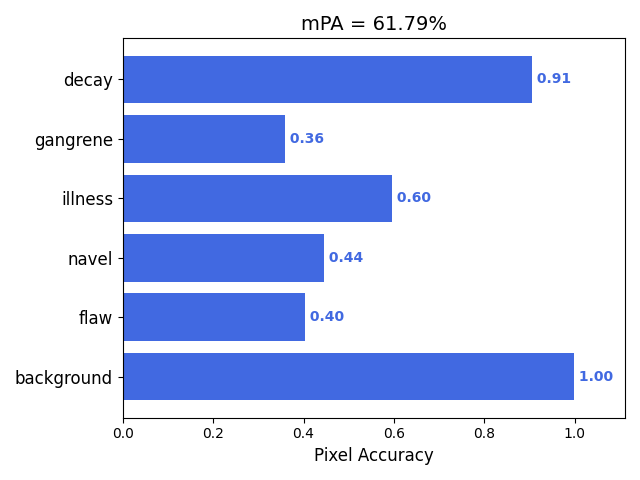 mPA = 61.79%
decay 0.91
gangrene 0.36
illness 0.60
navel 0.44
flaw 0.40
background 1.00
0.0 0.2 0.4 0.6 0.8 1.0
Pixel Accuracy